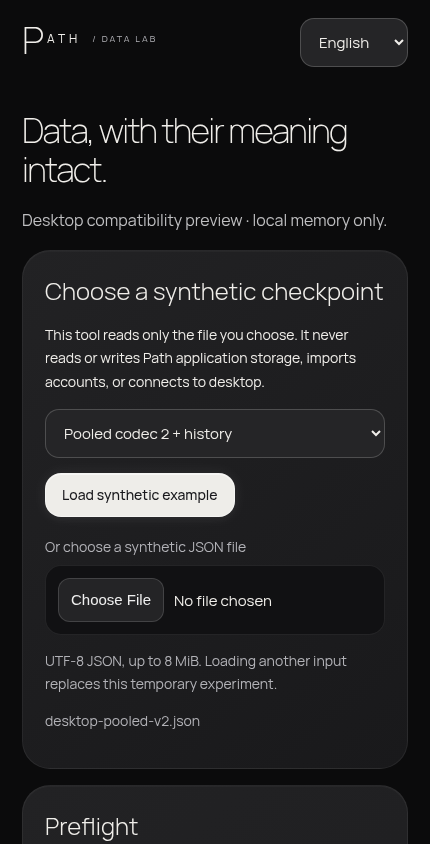 PATH / DATA LAB
English
Data, with their meaning
intact.
Desktop compatibility preview · local memory only.
Choose a synthetic checkpoint
This tool reads only the file you choose. It never
reads or writes Path application storage, imports
accounts, or connects to desktop.
Pooled codec 2 + history
Load synthetic example
Or choose a synthetic JSON file
Choose File No file chosen
UTF-8 JSON, up to 8 MiB. Loading another input
replaces this temporary experiment.
desktop-pooled-v2.json
Preflight